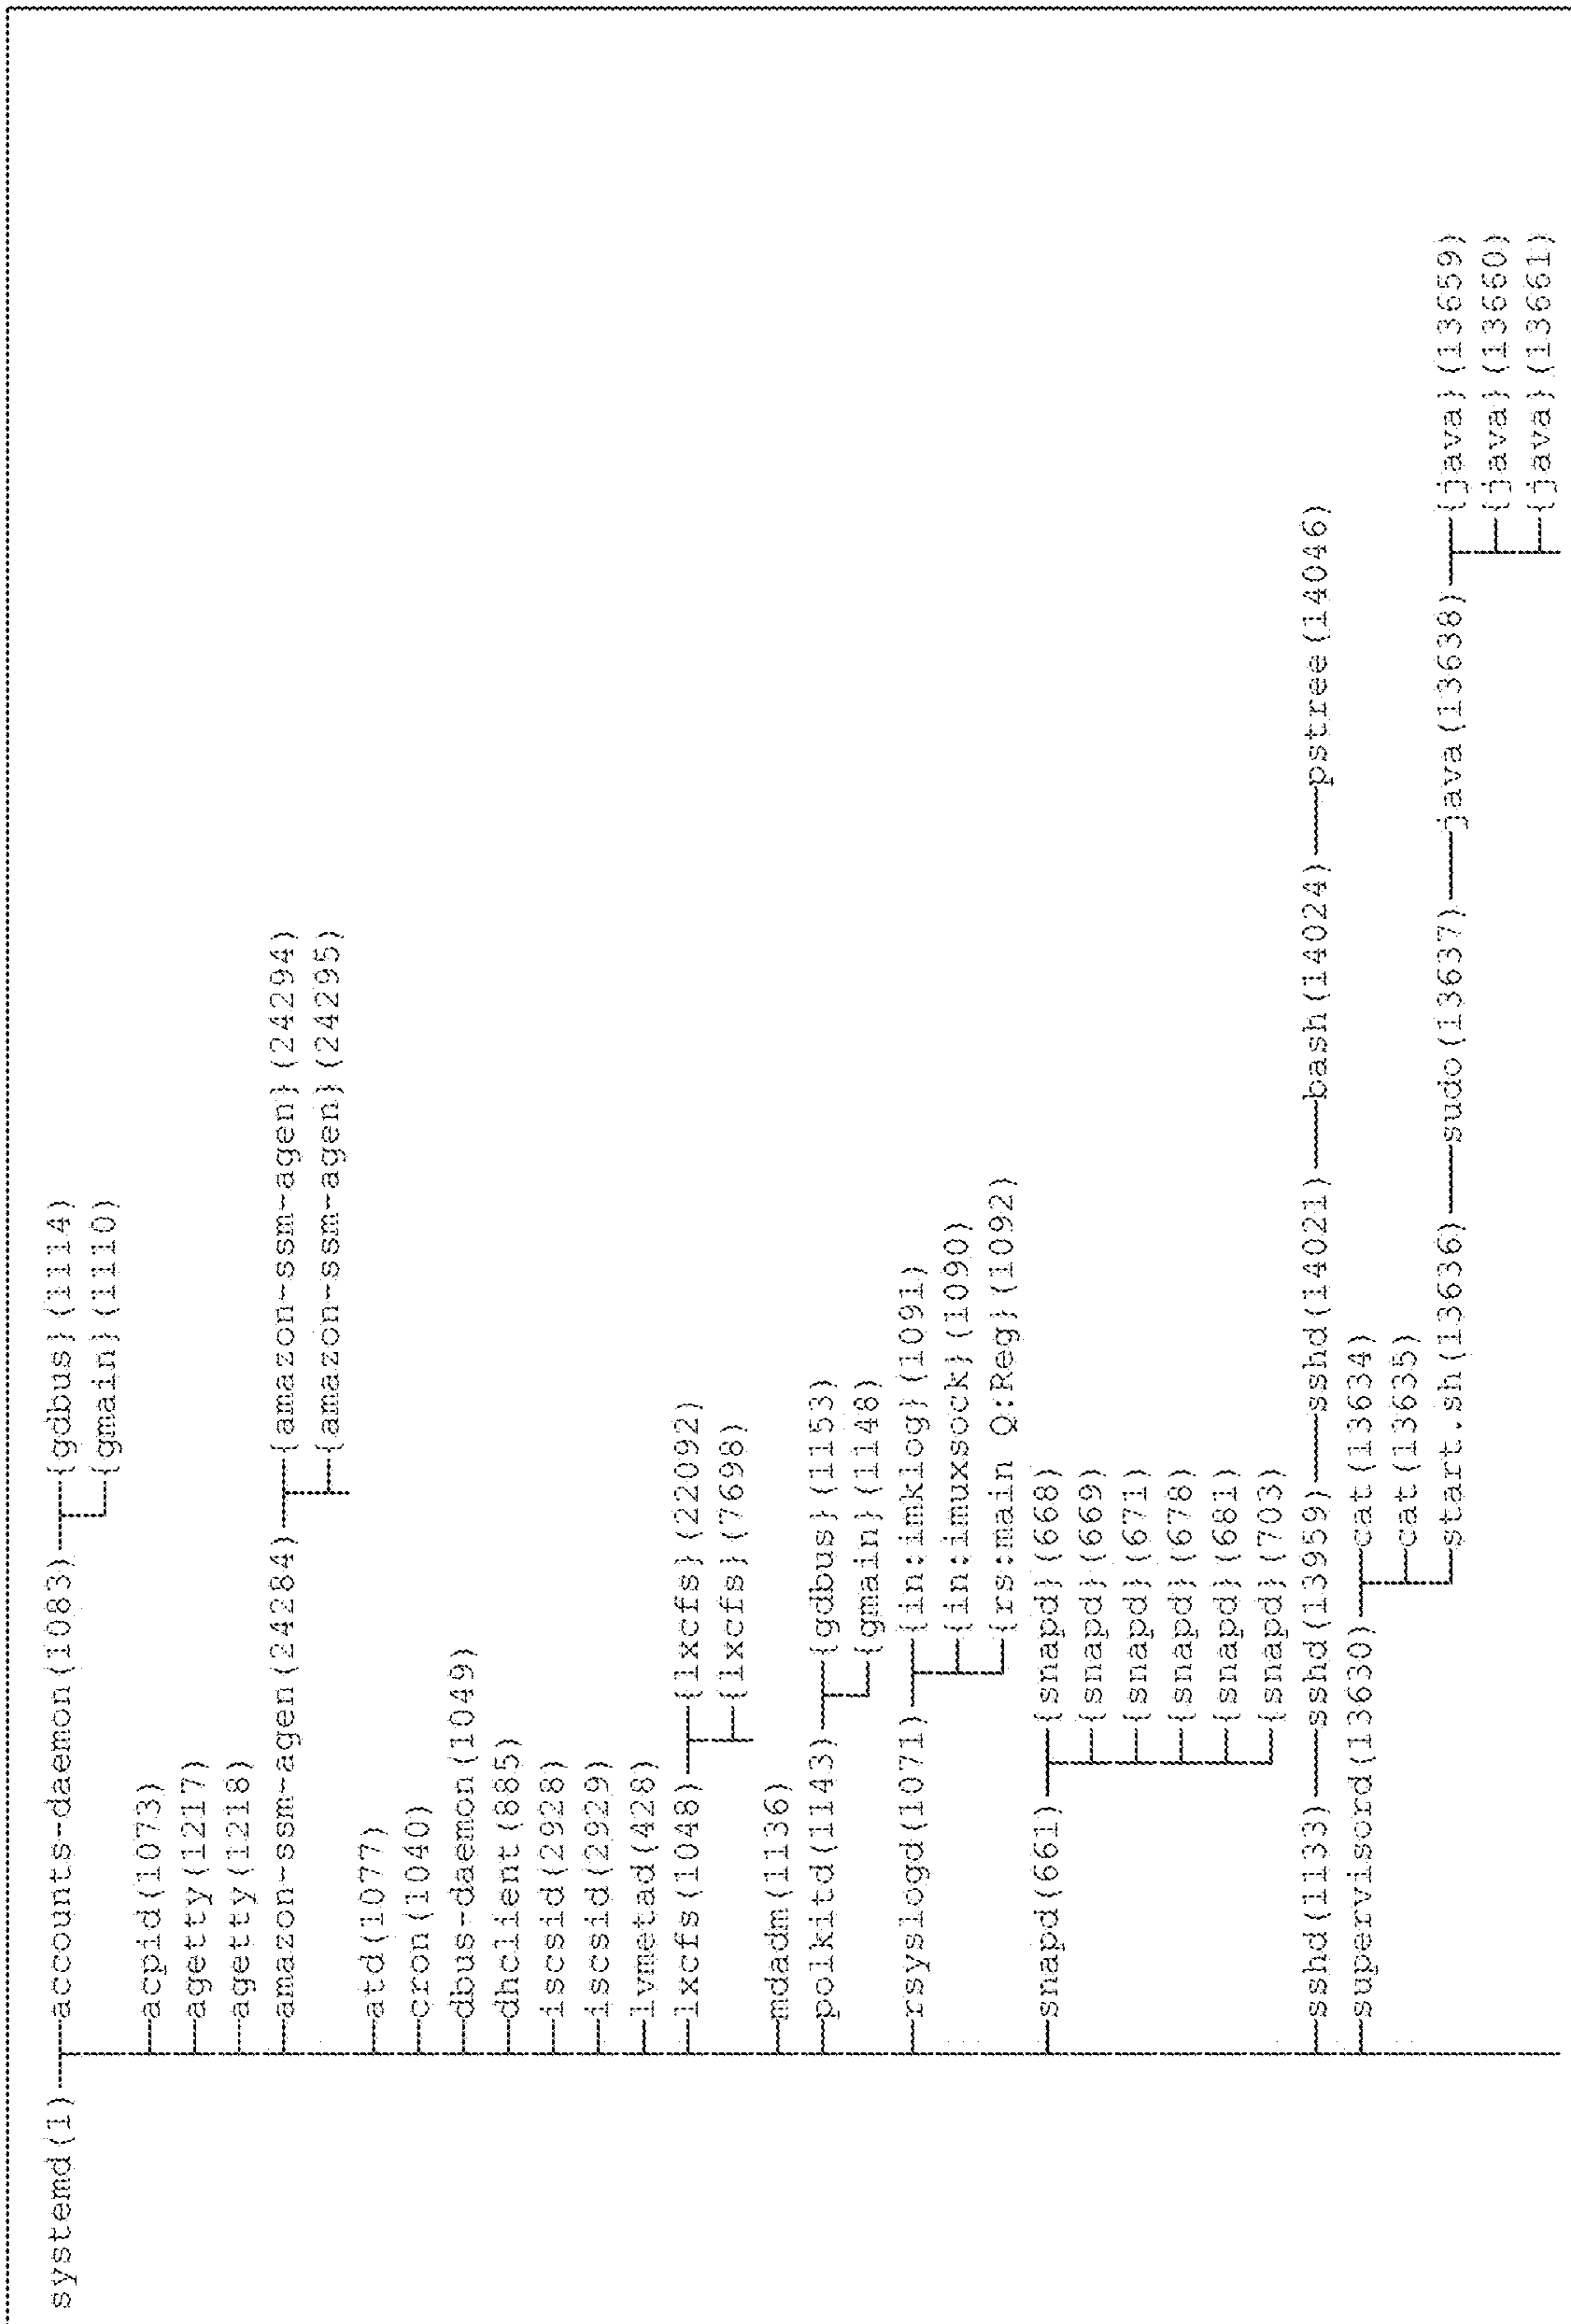 systemd(1)─┬─accounts-daemon(1083)─┬─{gdbus}(1114)
│ └─{gmain}(1110)
├─acpid(1073)
├─agetty(1217)
├─agetty(1218)
├─amazon-ssm-agen(24284)─┬─{amazon-ssm-agen}(24294)
│ ├─{amazon-ssm-agen}(24295)
├─atd(1077)
├─cron(1040)
├─dbus-daemon(1049)
├─dhclient(885)
├─iscsid(2928)
├─iscsid(2929)
├─lvmetad(428)
├─lxcfs(1048)─┬─{lxcfs}(22092)
│ ├─{lxcfs}(7698)
├─mdadm(1136)
├─polkitd(1143)─┬─{gdbus}(1153)
│ └─{gmain}(1148)
├─rsyslogd(1071)─┬─{in:imklog}(1091)
│ ├─{in:imuxsock}(1090)
│ └─{rs:main Q:Reg}(1092)
├─snapd(661)─┬─{snapd}(668)
│ ├─{snapd}(669)
│ ├─{snapd}(671)
│ ├─{snapd}(678)
│ ├─{snapd}(681)
│ └─{snapd}(703)
├─sshd(1133)───sshd(13959)───sshd(14021)───bash(14024)───pstree(14046)
├─supervisord(13630)─┬─cat(13634)
│ ├─cat(13635)
│ └─start.sh(13636)───sudo(13637)───java(13638)─┬─{java}(13659)
│ ├─{java}(13660)
│ ├─{java}(13661)